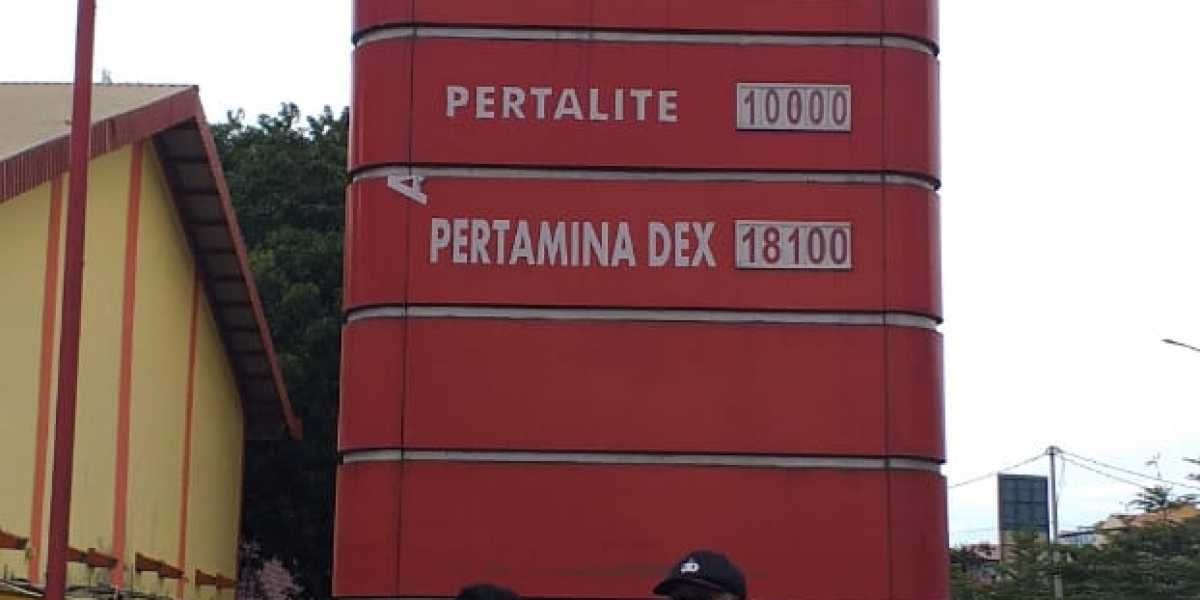 PERTALITE 10000
A
PERTAMINA DEX 18100